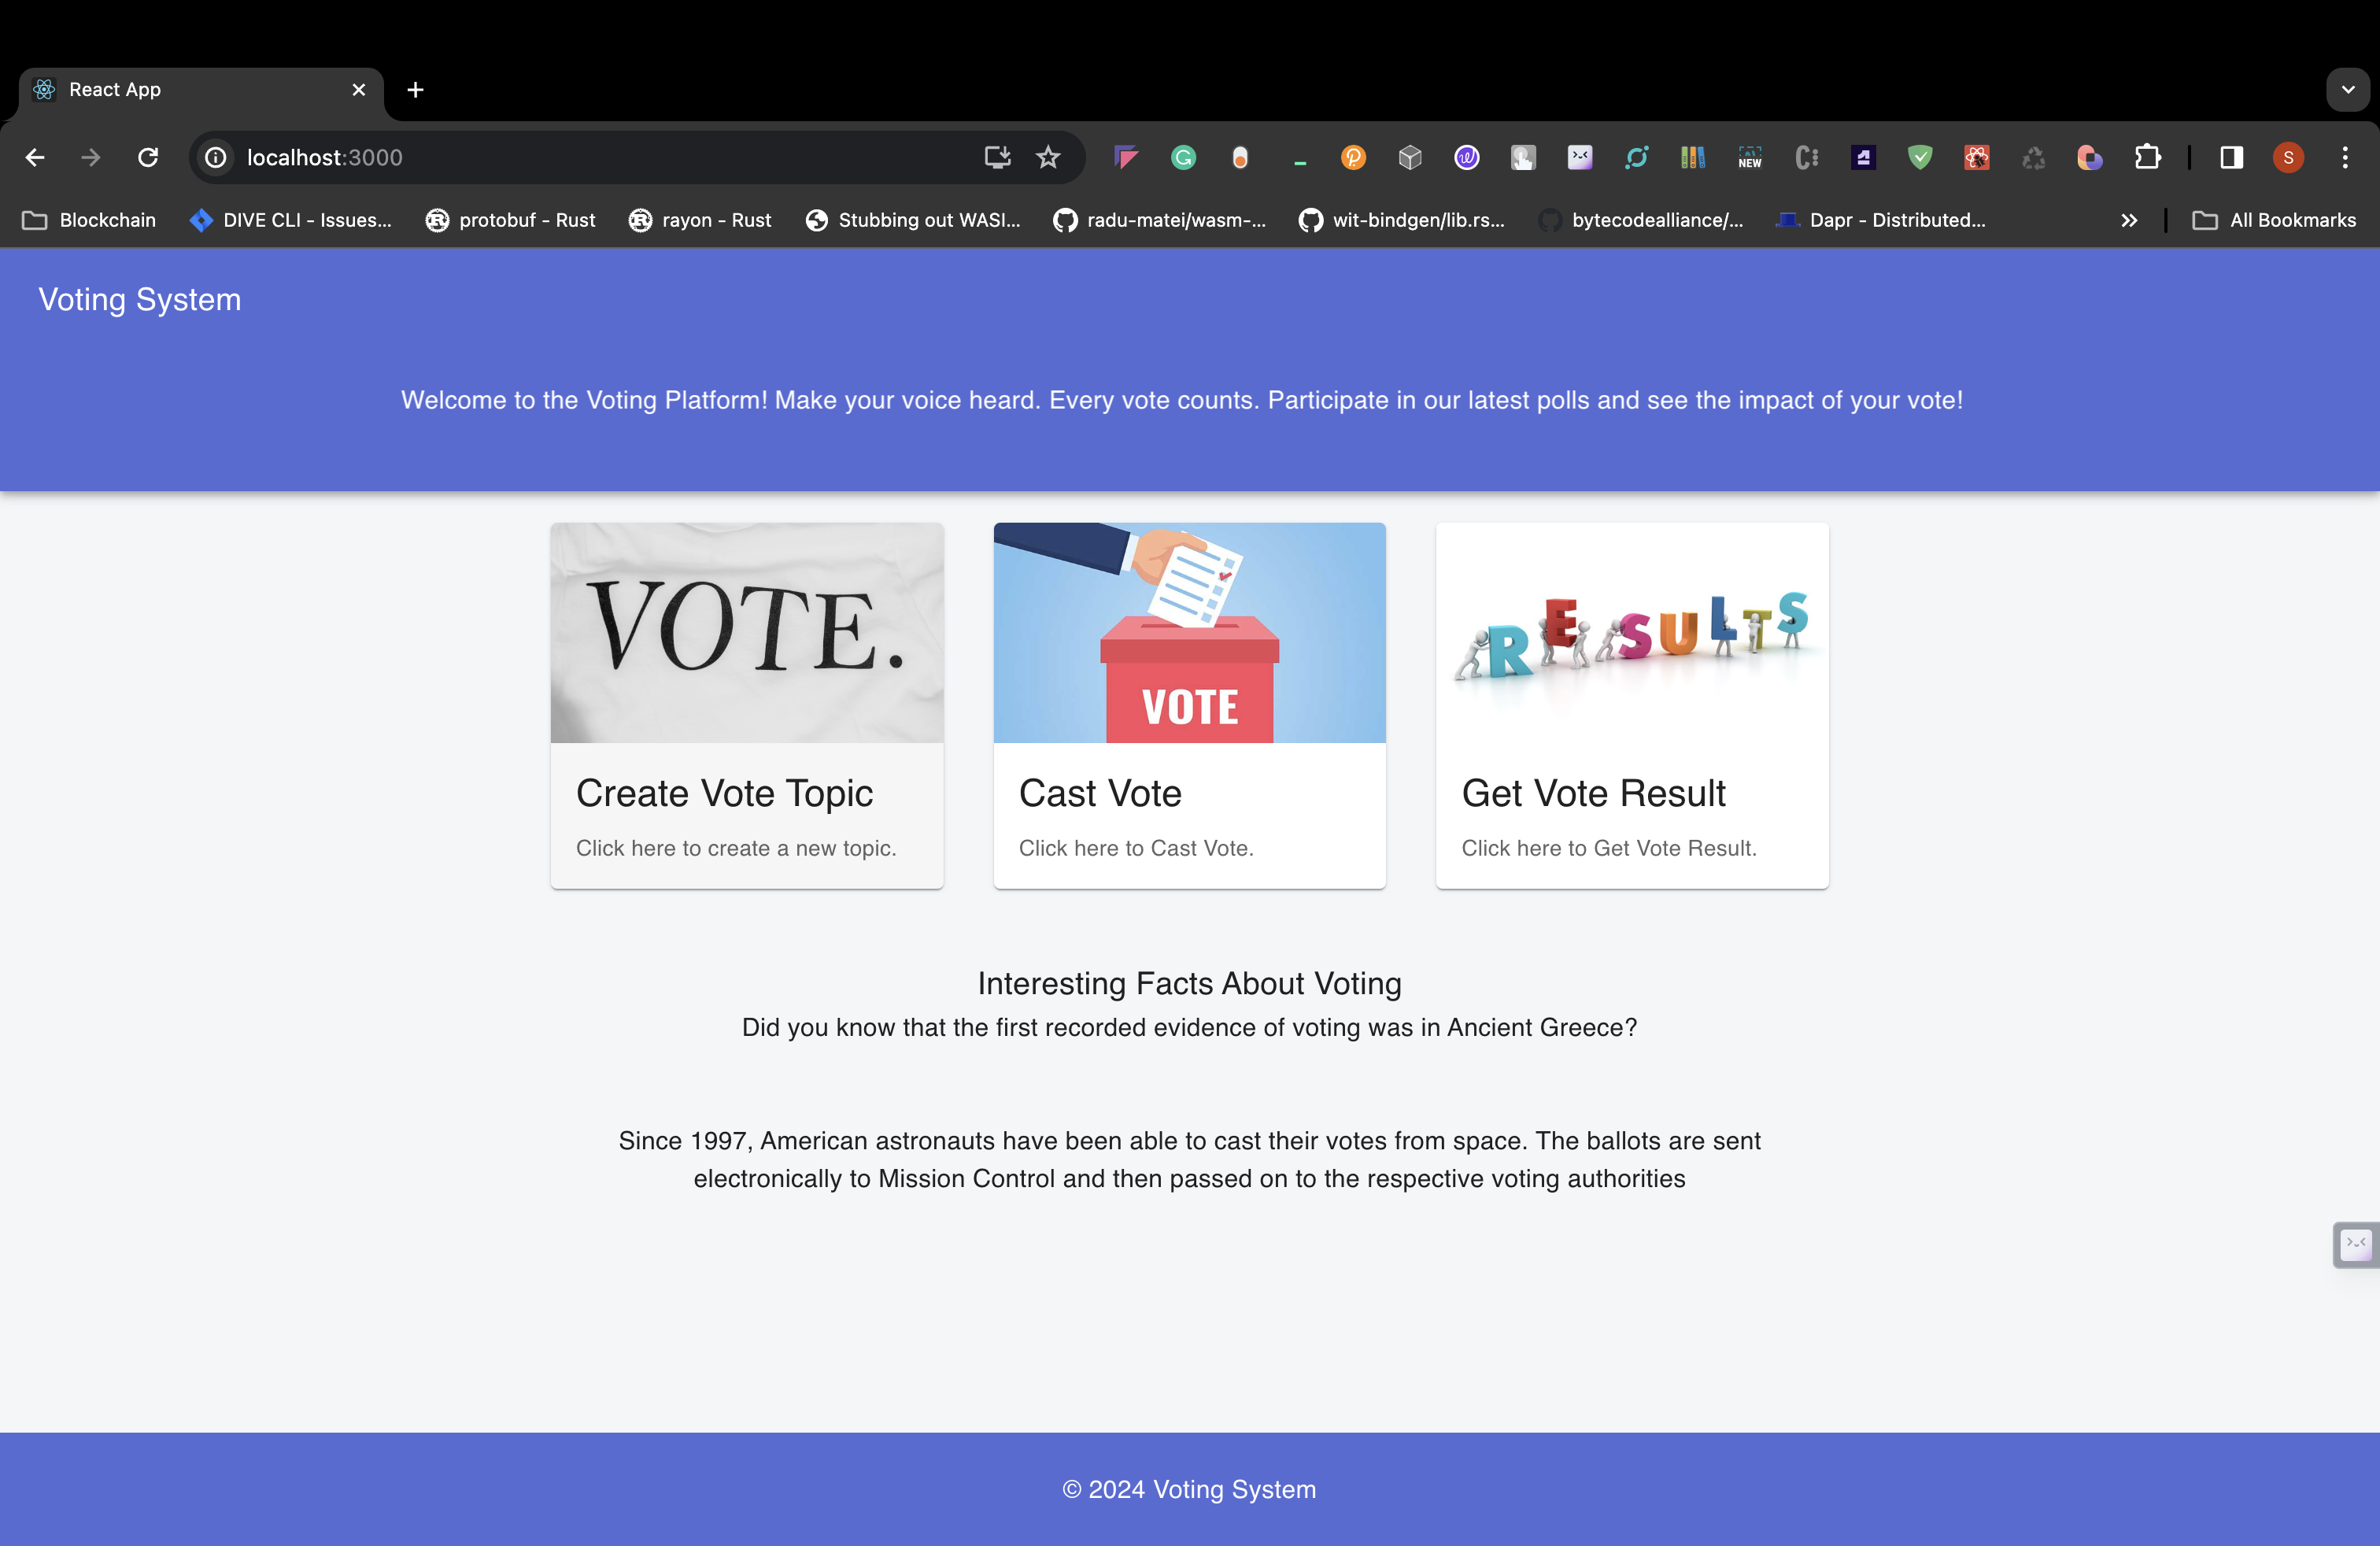 React App
localhost:3000
NEW
S
Blockchain
DIVE CLI - Issues...
protobuf - Rust
rayon - Rust
Stubbing out WASI...
radu-matei/wasm-...
wit-bindgen/lib.rs...
bytecodealliance/...
Dapr - Distributed...
All Bookmarks
Voting System
Welcome to the Voting Platform! Make your voice heard. Every vote counts. Participate in our latest polls and see the impact of your vote!
VOTE.
VOTE
RESULTS
Create Vote Topic
Click here to create a new topic.
Cast Vote
Click here to Cast Vote.
Get Vote Result
Click here to Get Vote Result.
Interesting Facts About Voting
Did you know that the first recorded evidence of voting was in Ancient Greece?
Since 1997, American astronauts have been able to cast their votes from space. The ballots are sent
electronically to Mission Control and then passed on to the respective voting authorities
© 2024 Voting System